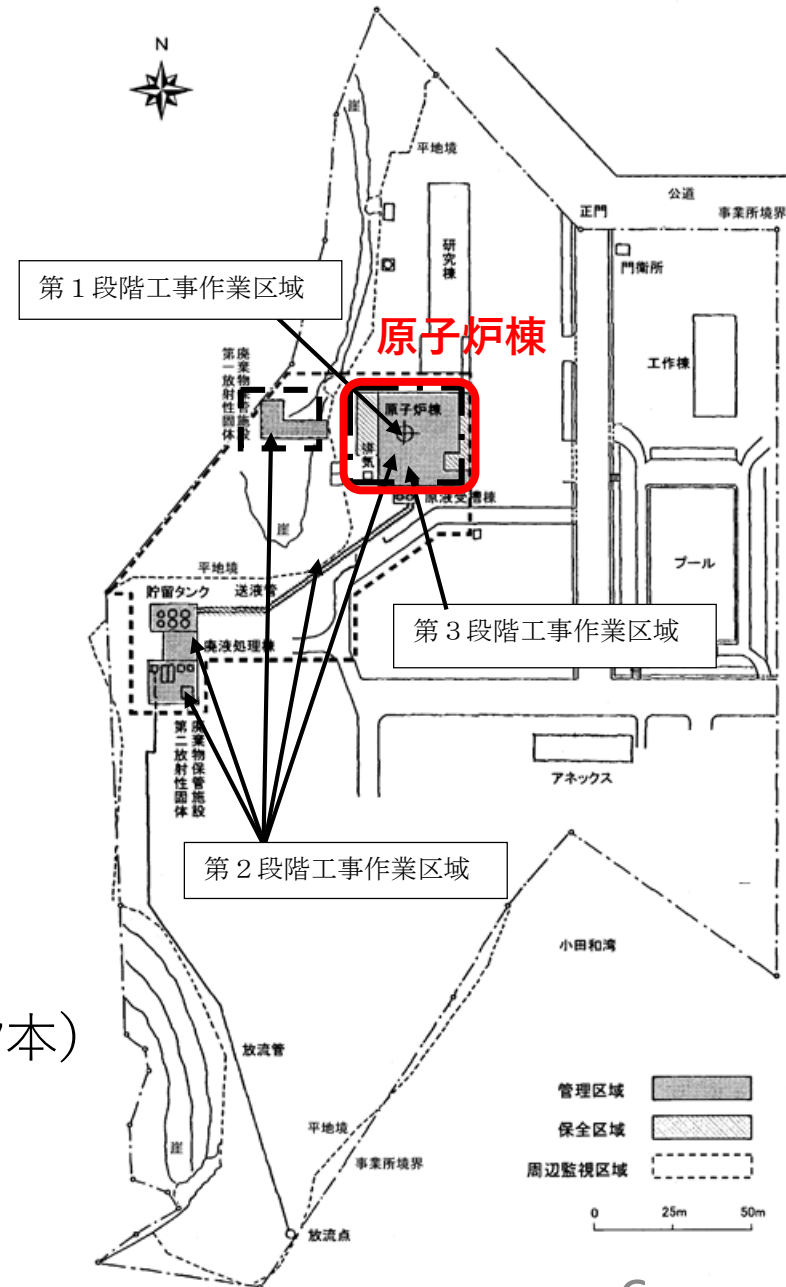 N
崖
平地境
公道
正門
事業所境界
門衛所
研究棟
第１段階工事作業区域
原子炉棟
工作棟
第一放射性固体
廃棄物保管施設
原子炉棟
排気
原液受槽棟
崖
プール
平地境
貯留タンク
送液管
第３段階工事作業区域
廃液処理棟
第二放射性固体
廃棄物保管施設
アネックス
第２段階工事作業区域
小田和湾
本）
放流管
管理区域
保全区域
平地境
周辺監視区域
崖
事業所境界
0 25m 50m
放流点